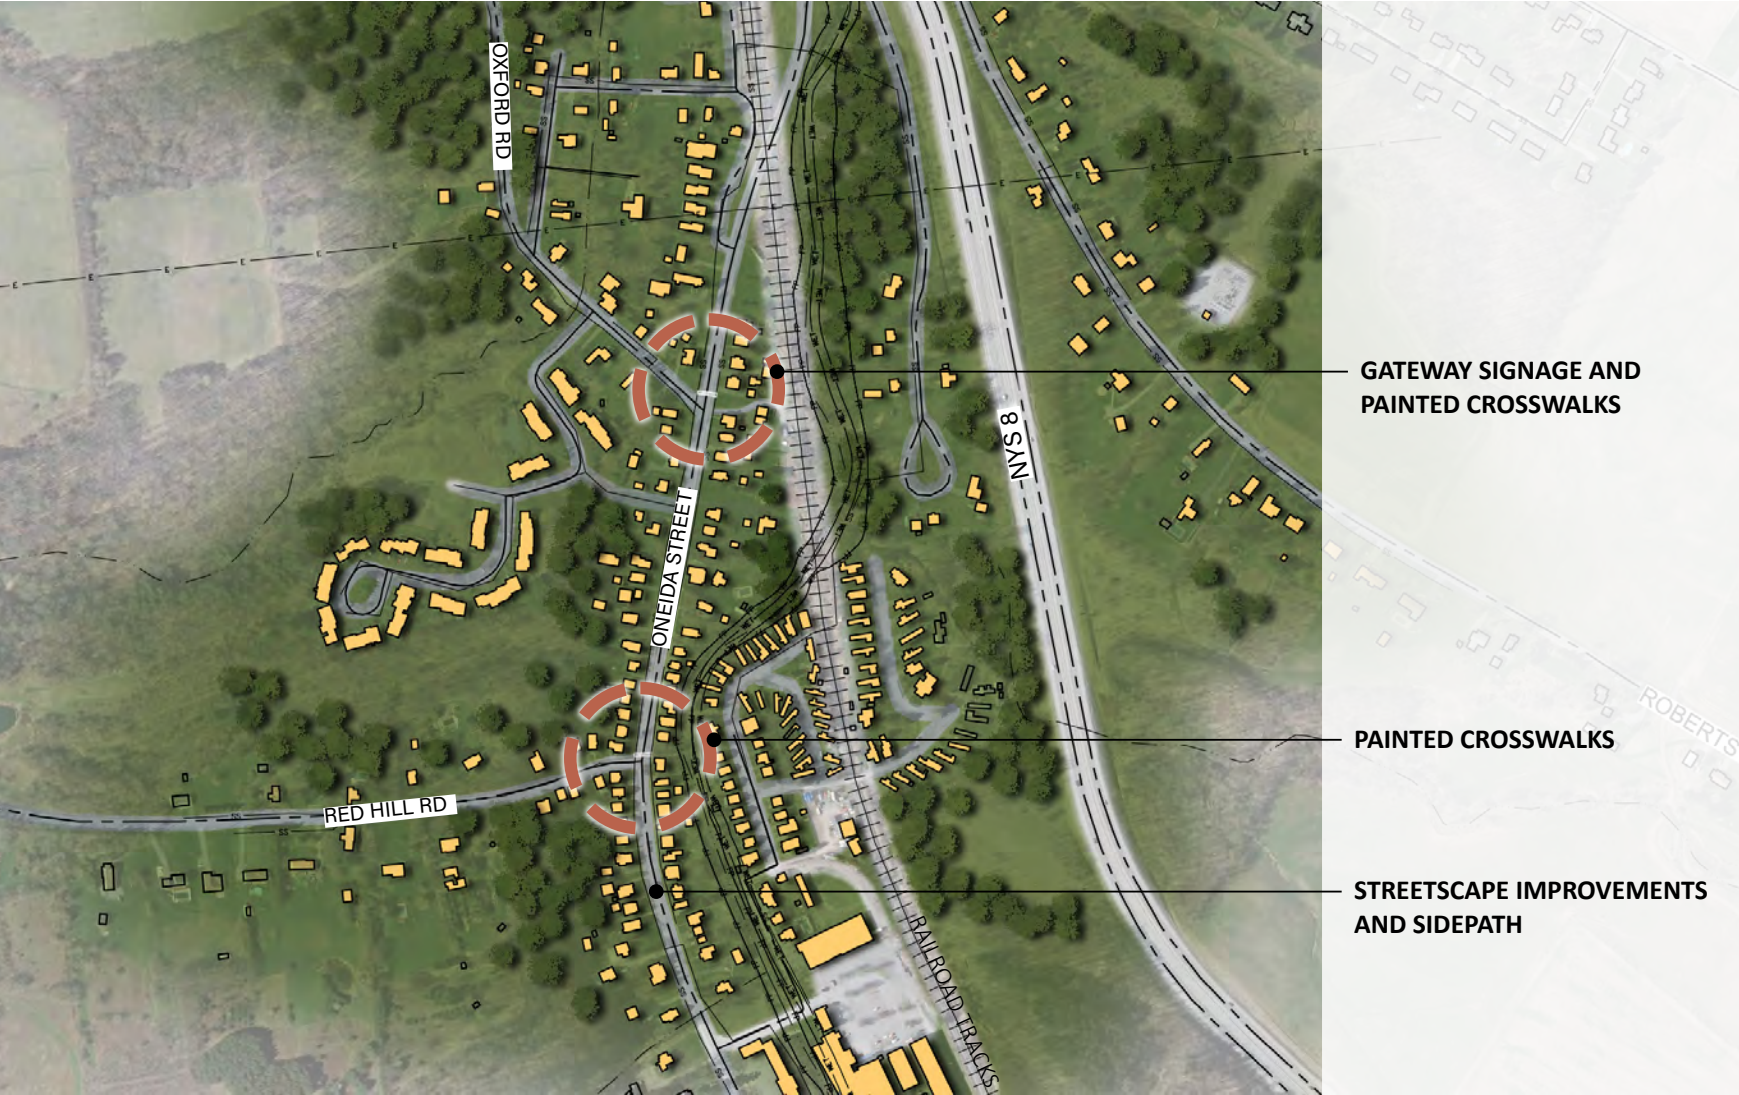 OXFORD RD
GATEWAY SIGNAGE AND
PAINTED CROSSWALKS
NYS 8
ONEIDA STREET
ROBERTS
PAINTED CROSSWALKS
RED HILL RD
STREETSCAPE IMPROVEMENTS
AND SIDEPATH
RAILROAD TRACKS